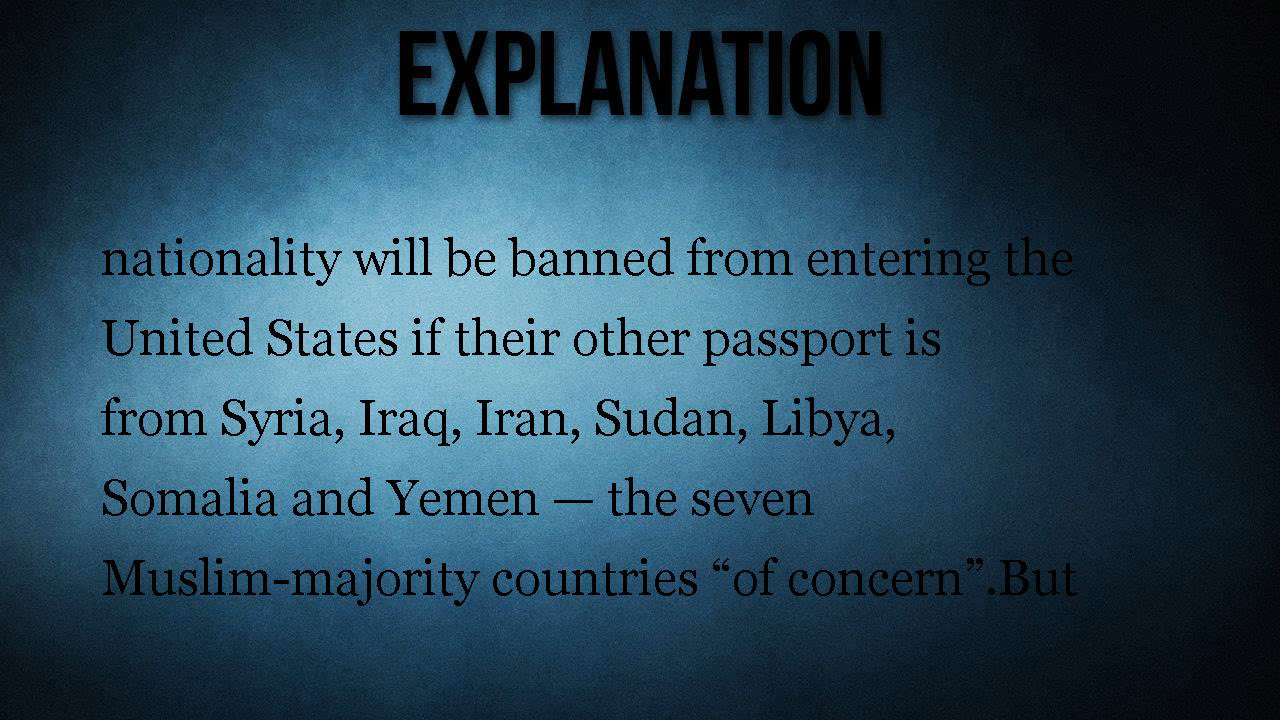 EXPLANATION
nationality will be banned from entering the
United States if their other passport is
from Syria, Iraq, Iran, Sudan, Libya,
Somalia and Yemen — the seven
Muslim-majority countries “of concern”.But